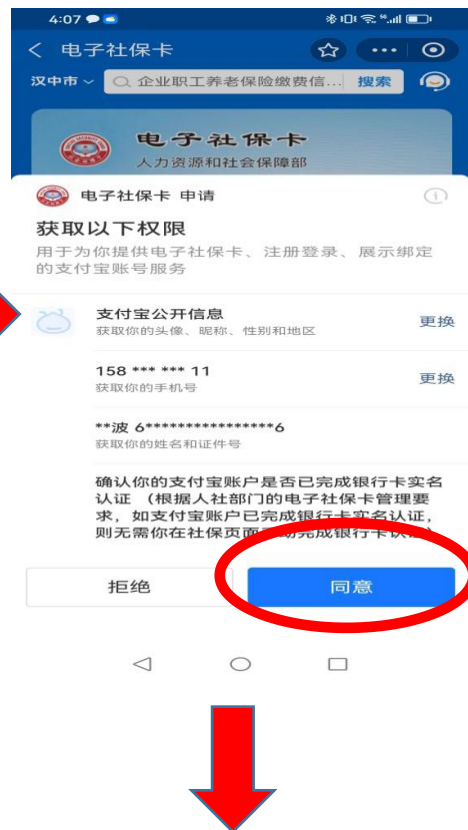 4:07
电子社保卡
汉中市
企业职工养老保险缴费信... 搜索
电子社保卡
人力资源和社会保障部
电子社保卡 申请
获取以下权限
用于为你提供电子社保卡、注册登录、展示绑定
的支付宝账号服务
支付宝公开信息
更换
获取你的头像、昵称、性别和地区
158 *** *** 11
更换
获取你的手机号
**波 6****************6
获取你的姓名和证件号
确认你的支付宝账户是否已完成银行卡实名
认证 （根据人社部门的电子社保卡管理要
求，如支付宝账户已完成银行卡实名认证，
则无需你在社保页面
完成银行卡
拒绝
同意